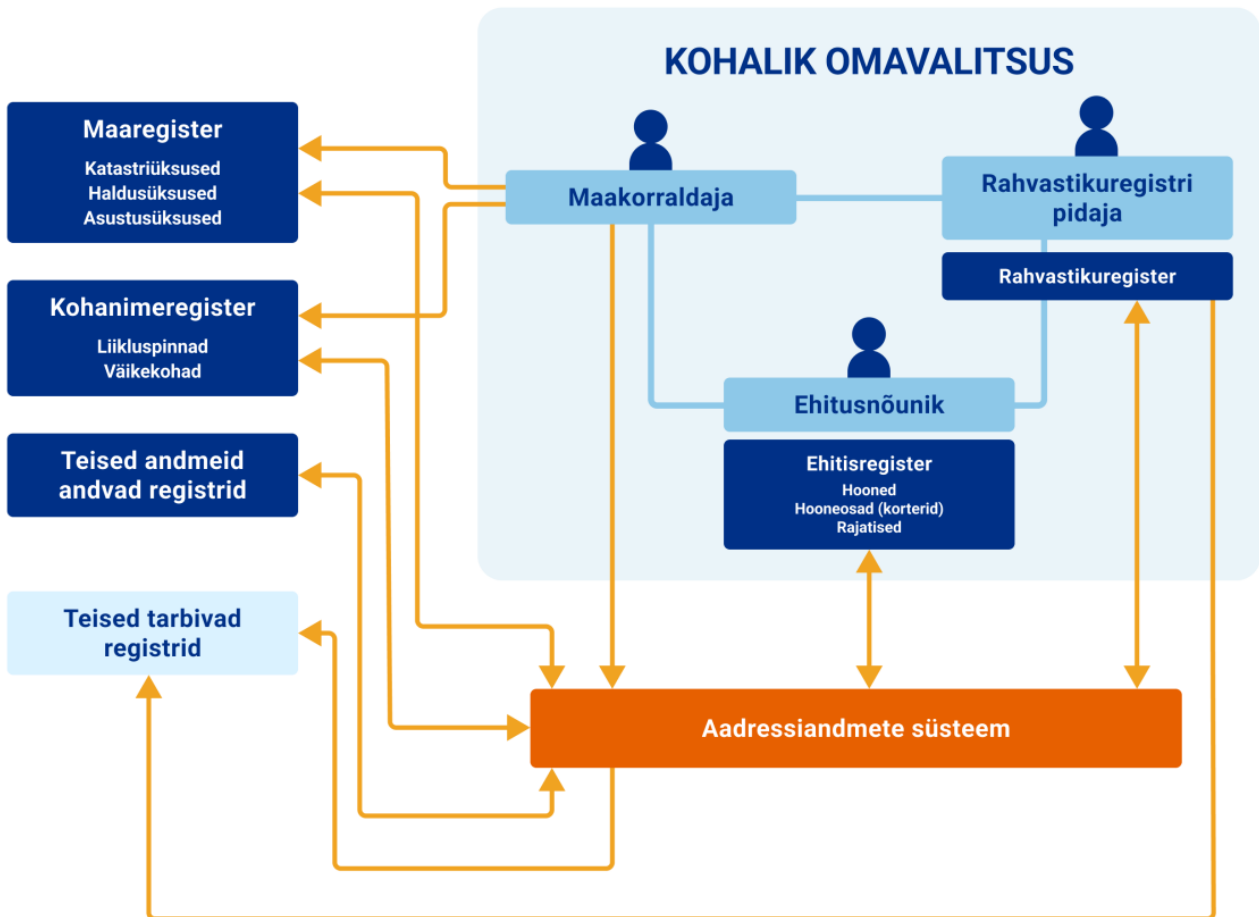 KOHALIK OMAVALITSUS
Maaregister
Katastriüksused
Haldusüksused
Asustusüksused
Maakorraldaja
Rahvastikuregistri
pidaja
Rahvastikuregister
Kohanimeregister
Liikluspinnad
Väikekohad
Ehitusnõunik
Ehitisregister
Hooned
Hooneosad (korterid)
Rajatised
Teised andmeid
andvad registrid
Teised tarbivad
registrid
Aadressiandmete süsteem